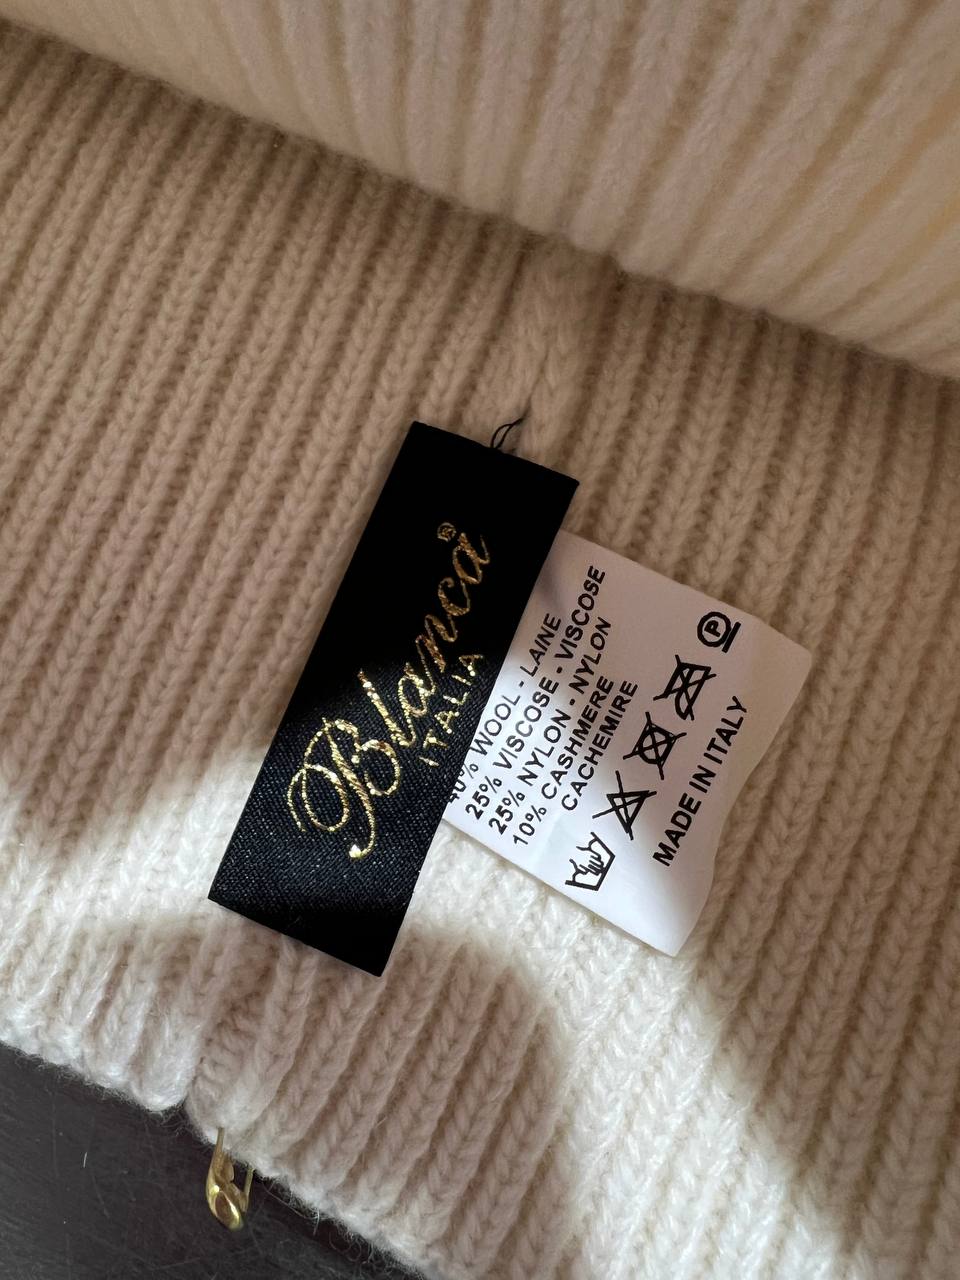 Blanca®
ITALIA
40% WOOL - LAINE
25% VISCOSE - VISCOSE
25% NYLON - NYLON
10% CASHMERE
CACHEMIRE
P
MADE IN ITALY